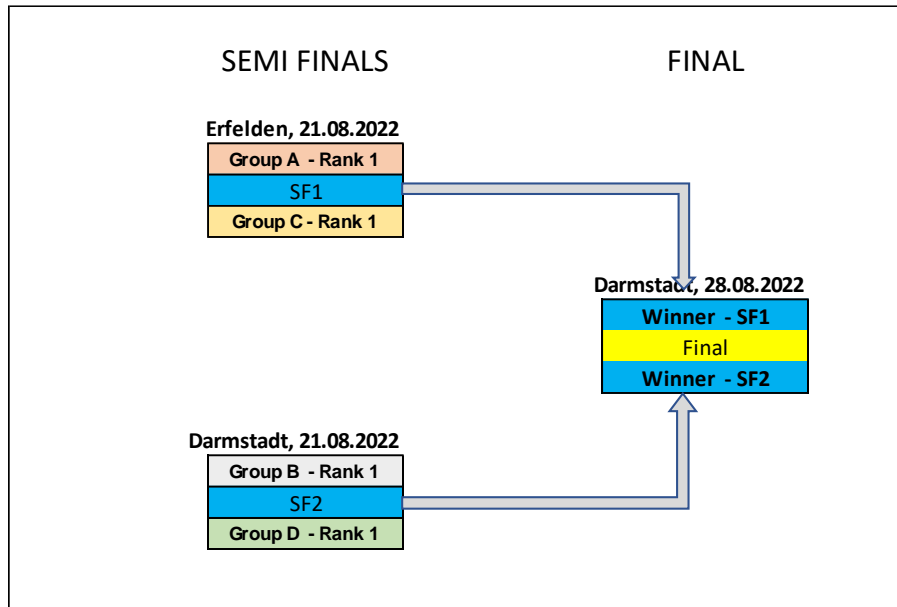 SEMI FINALS
FINAL
Erfelden, 21.08.2022
Group A - Rank 1
SF1
Group C - Rank 1
Darmstadt, 28.08.2022
Winner - SF1
Final
Winner - SF2
Darmstadt, 21.08.2022
Group B - Rank 1
SF2
Group D - Rank 1